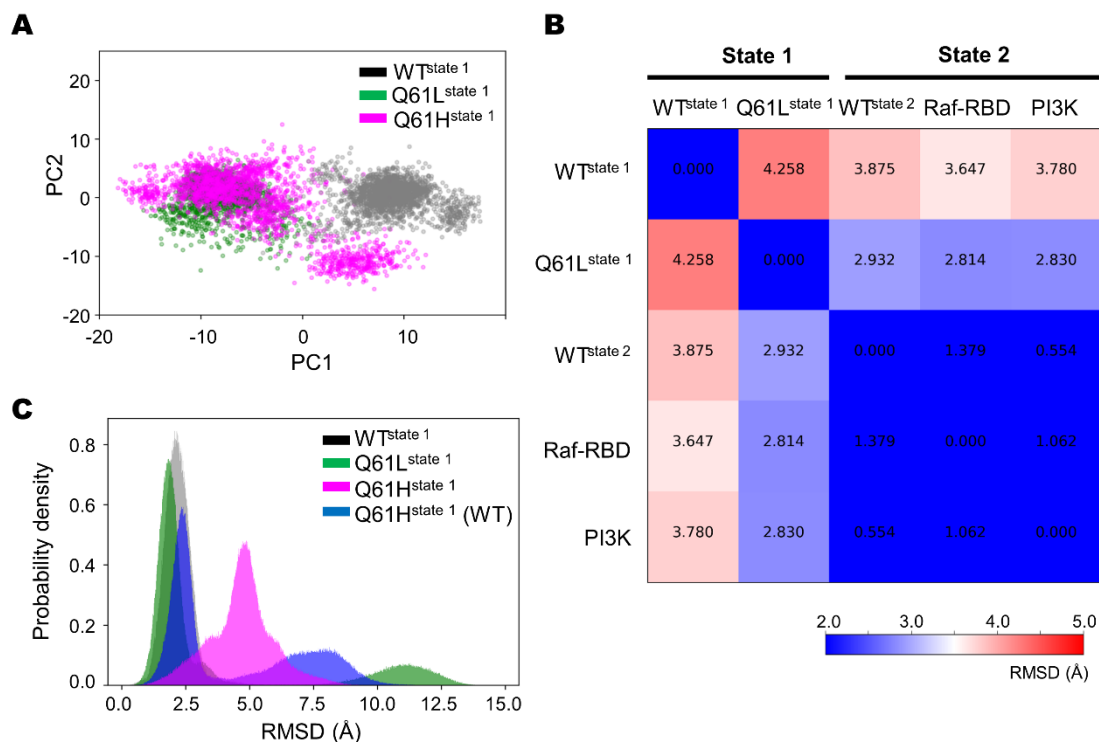 A
20
10
0
-10
-20
PC2
-20
-10
0
10
PC1
WT^state 1
Q61L^state 1
Q61H^state 1
B
State 1
State 2
WT^state 1 Q61L^state 1 WT^state 2 Raf-RBD PI3K
WT^state 1 0.000 4.258 3.875 3.647 3.780
Q61L^state 1 4.258 0.000 2.932 2.814 2.830
WT^state 2 3.875 2.932 0.000 1.379 0.554
Raf-RBD 3.647 2.814 1.379 0.000 1.062
PI3K 3.780 2.830 0.554 1.062 0.000
2.0 3.0 4.0 5.0
RMSD (Å)
C
0.8
0.6
0.4
0.2
0.0
Probability density
0.0 2.5 5.0 7.5 10.0 12.5 15.0
RMSD (Å)
WT^state 1
Q61L^state 1
Q61H^state 1
Q61H^state 1 (WT)